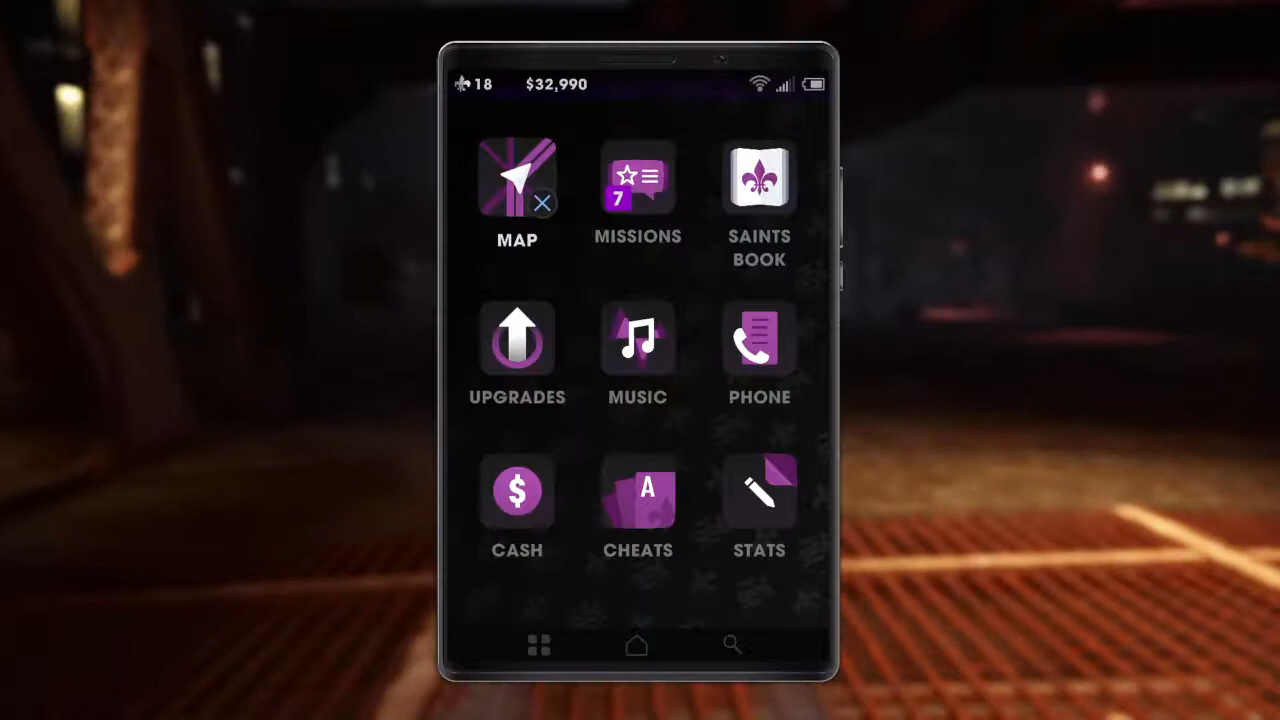 18 $32,990
MAP
7
MISSIONS
SAINTS
BOOK
UPGRADES
MUSIC
PHONE
$
CASH
A
CHEATS
STATS